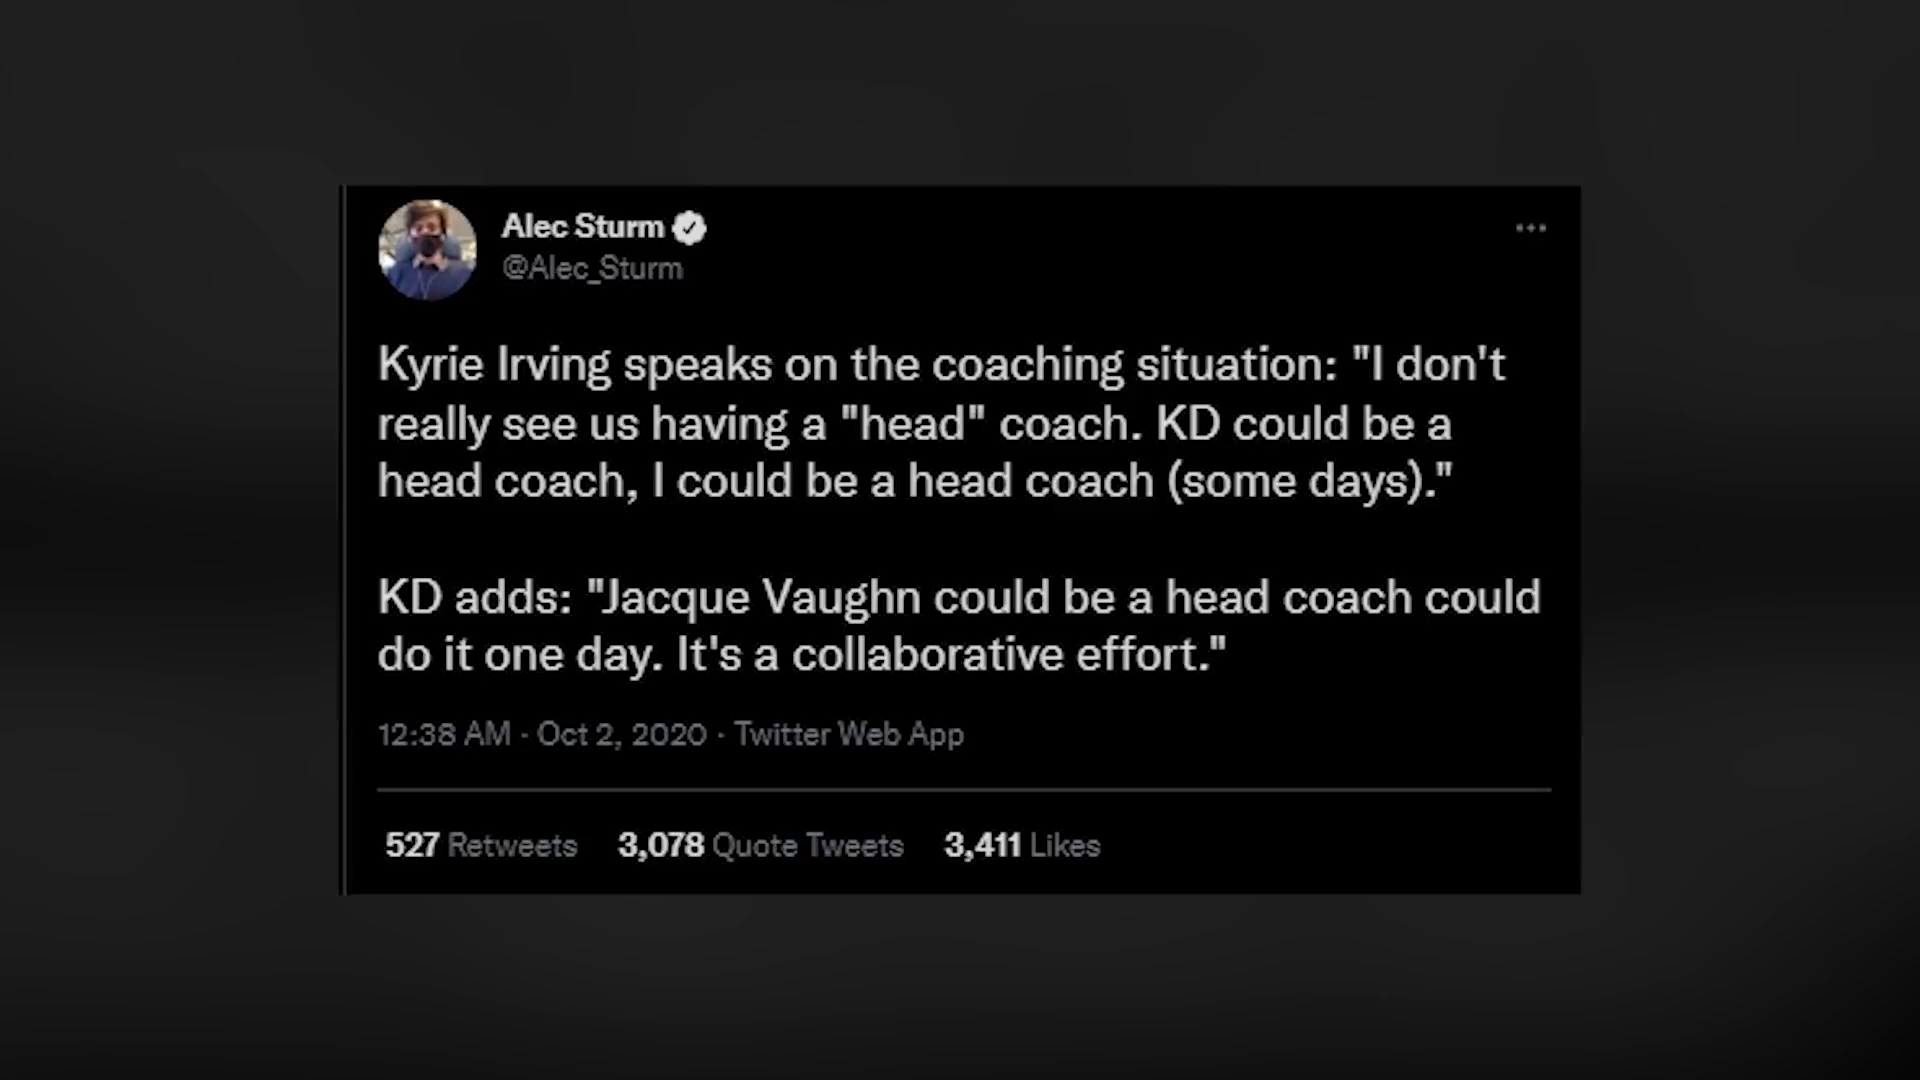 Alec Sturm
@Alec_Sturm
Kyrie Irving speaks on the coaching situation: "I don't
really see us having a "head" coach. KD could be a
head coach, I could be a head coach (some days)."
KD adds: "Jacque Vaughn could be a head coach could
do it one day. It's a collaborative effort."
12:38 AM · Oct 2, 2020 · Twitter Web App
527 Retweets 3,078 Quote Tweets 3,411 Likes